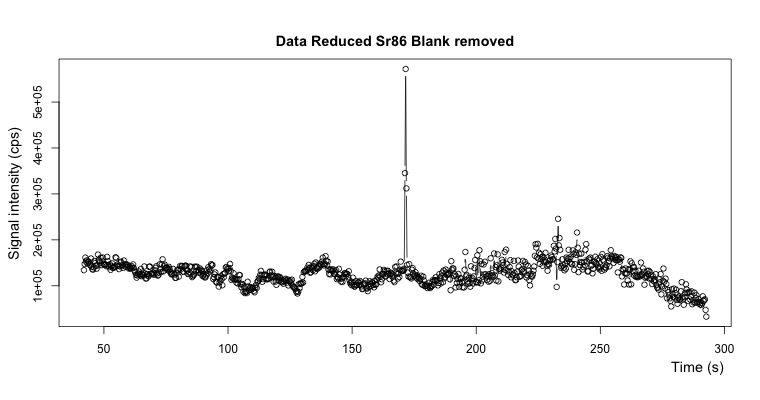 Data Reduced Sr86 Blank removed
Signal intensity (cps)
5e+05
4e+05
3e+05
2e+05
1e+05
50 100 150 200 250 300
Time (s)